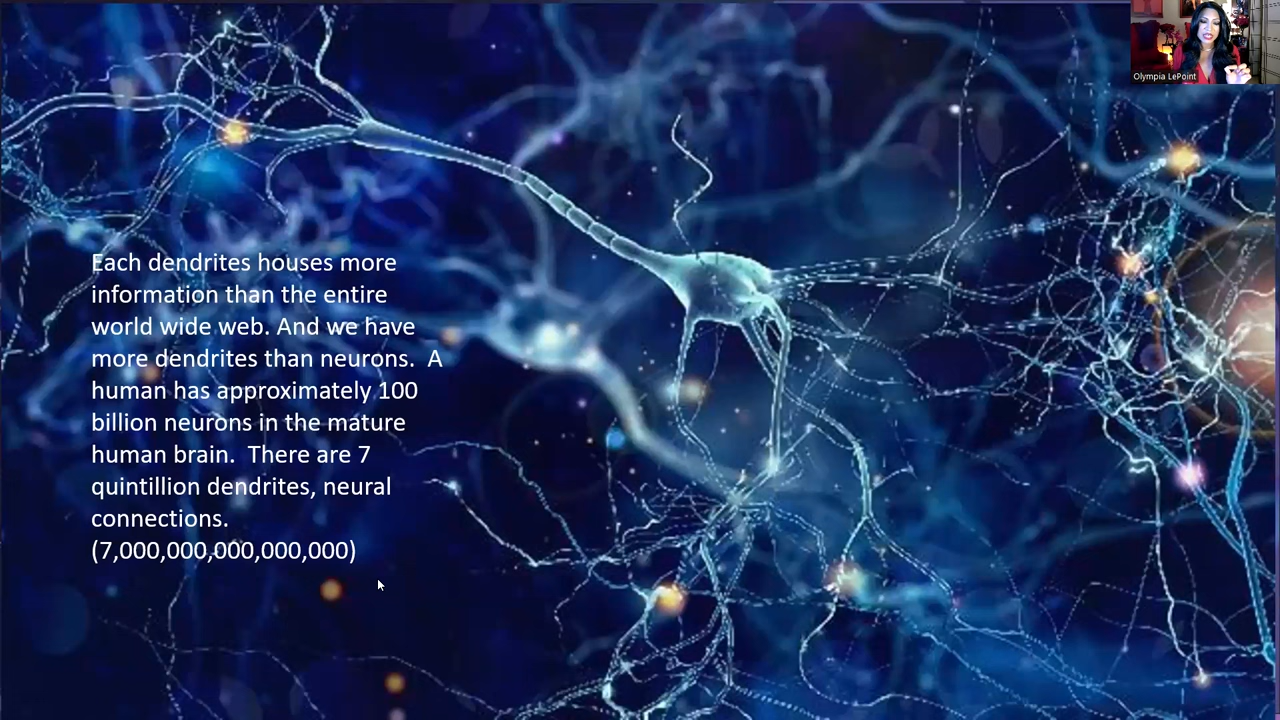 Olympia LePoint
Each dendrites houses more
information than the entire
world wide web. And we have
more dendrites than neurons.  A
human has approximately 100
billion neurons in the mature
human brain.  There are 7
quintillion dendrites, neural
connections.
(7,000,000,000,000,000)